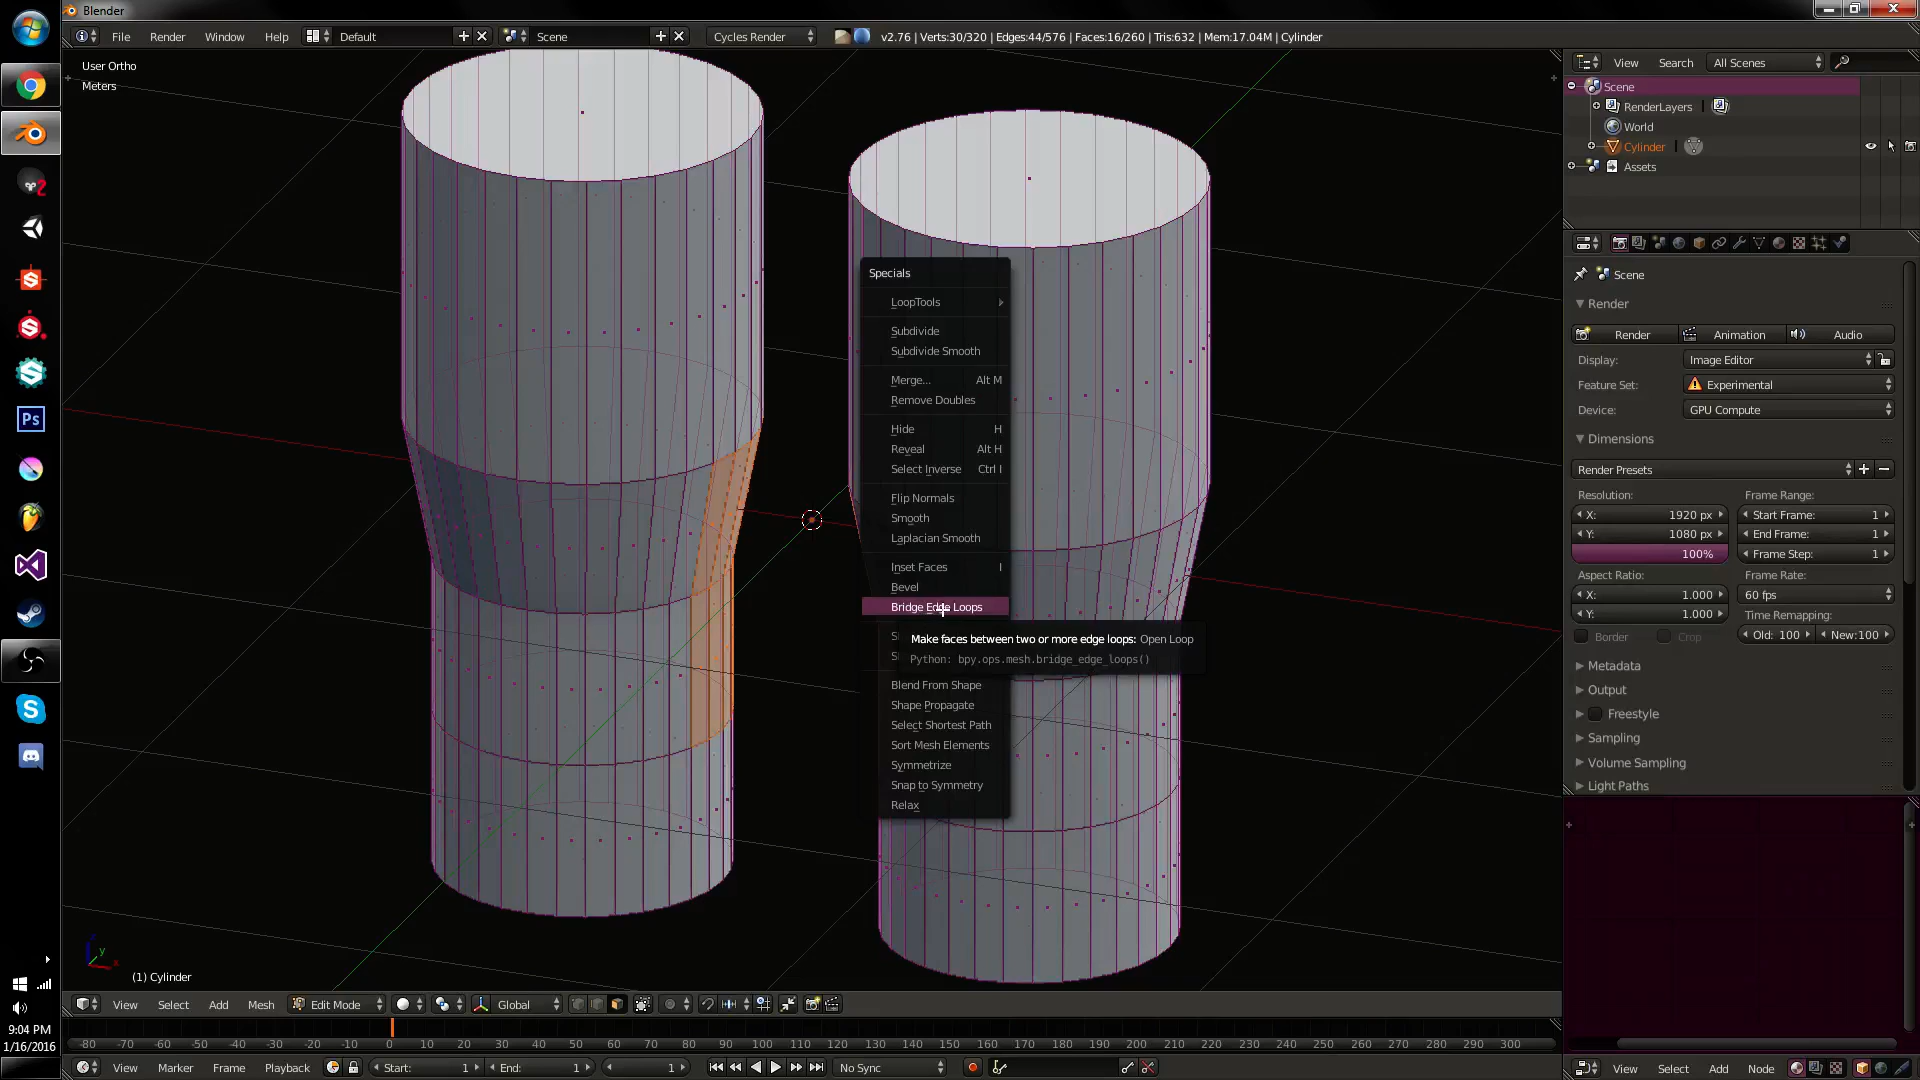 Blender
File Render Window Help Default Scene Cycles Render v2.76 | Verts:30/320 | Edges:44/576 | Faces:16/260 | Tris:632 | Mem:17.04M | Cylinder
User Ortho
Meters
View Search All Scenes
Scene
RenderLayers
World
Cylinder
Assets
Specials
LoopTools
Subdivide
Subdivide Smooth
Merge... Alt M
Remove Doubles
Hide H
Reveal Alt H
Select Inverse Ctrl I
Flip Normals
Smooth
Laplacian Smooth
Inset Faces I
Bevel
Bridge Edge Loops
Make faces between two or more edge loops: Open Loop
Python: bpy.ops.mesh.bridge_edge_loops()
Blend From Shape
Shape Propagate
Select Shortest Path
Sort Mesh Elements
Symmetrize
Snap to Symmetry
Relax
Scene
Render
Render Animation Audio
Display: Image Editor
Feature Set: Experimental
Device: GPU Compute
Dimensions
Render Presets
Resolution: Frame Range:
X: 1920 px Start Frame: 1
Y: 1080 px End Frame: 1
100% Frame Step: 1
Aspect Ratio: Frame Rate:
X: 1.000 60 fps
Y: 1.000 Time Remapping:
Border Crop Old: 100 New:100
Metadata
Output
Freestyle
Sampling
Volume Sampling
Light Paths
Ps
2
z
y
x
(1) Cylinder
View Select Add Mesh Edit Mode Global
-80 -70 -60 -50 -40 -30 -20 -10 0 10 20 30 40 50 60 70 80 90 100 110 120 130 140 150 160 170 180 190 200 210 220 230 240 250 260 270 280 290 300
View Marker Frame Playback Start: 1 End: 1 1 No Sync
View Select Add Node
9:04 PM
1/16/2016